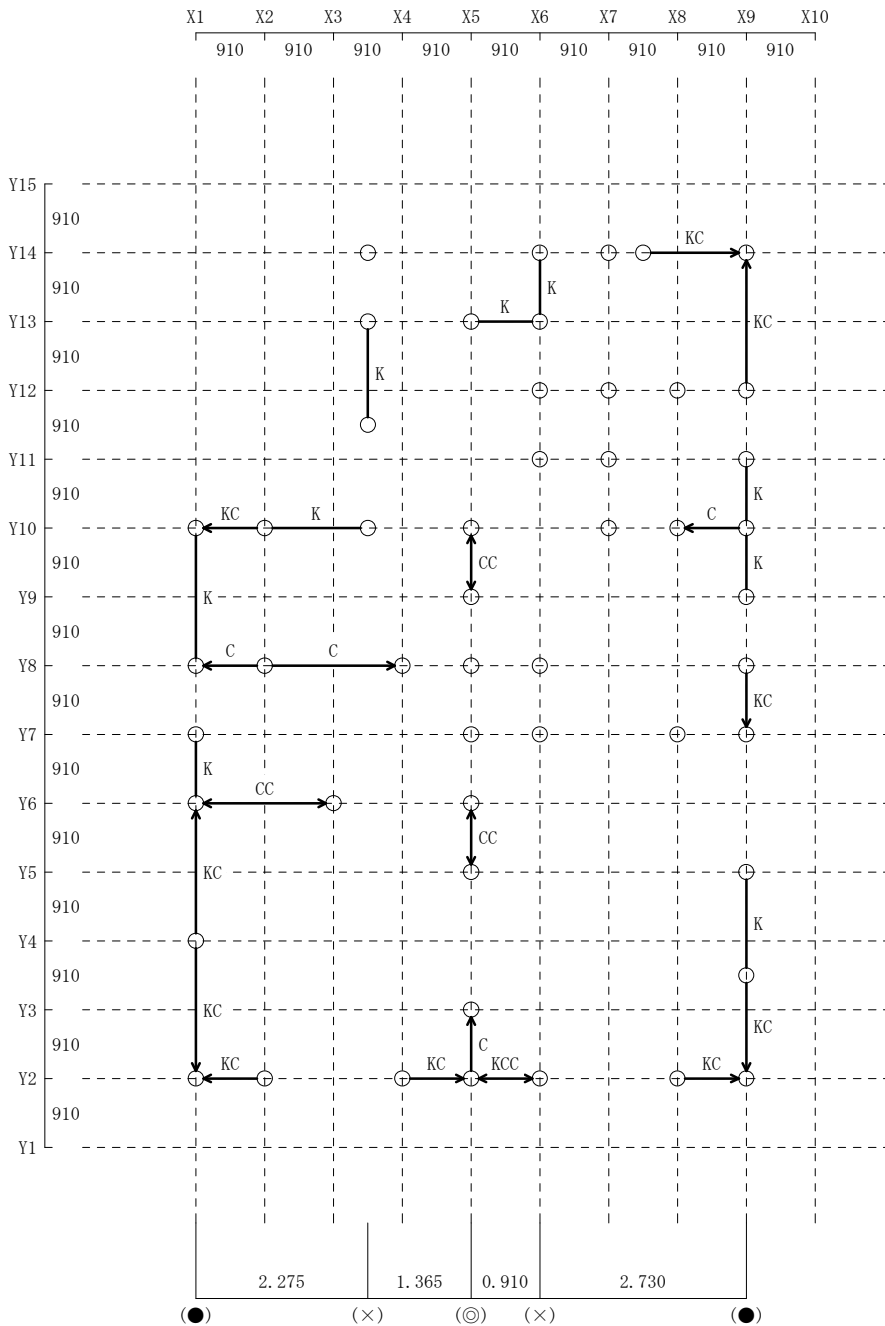 X1 X2 X3 X4 X5 X6 X7 X8 X9 X10
910 910 910 910 910 910 910 910 910
Y15
910
Y14 KC
910 K
Y13 K KC
910 K
Y12
910
Y11
910 K
Y10 KC K C
910 CC K
Y9
910 K
Y8 C C
910 KC
Y7
910 K
Y6 CC
910 CC
Y5 KC
910 K
Y4
910
Y3 KC KC
910 C
Y2 KC KC KCC KC
910
Y1
2.275 1.365 0.910 2.730
(●) (×) (◎) (×) (●)